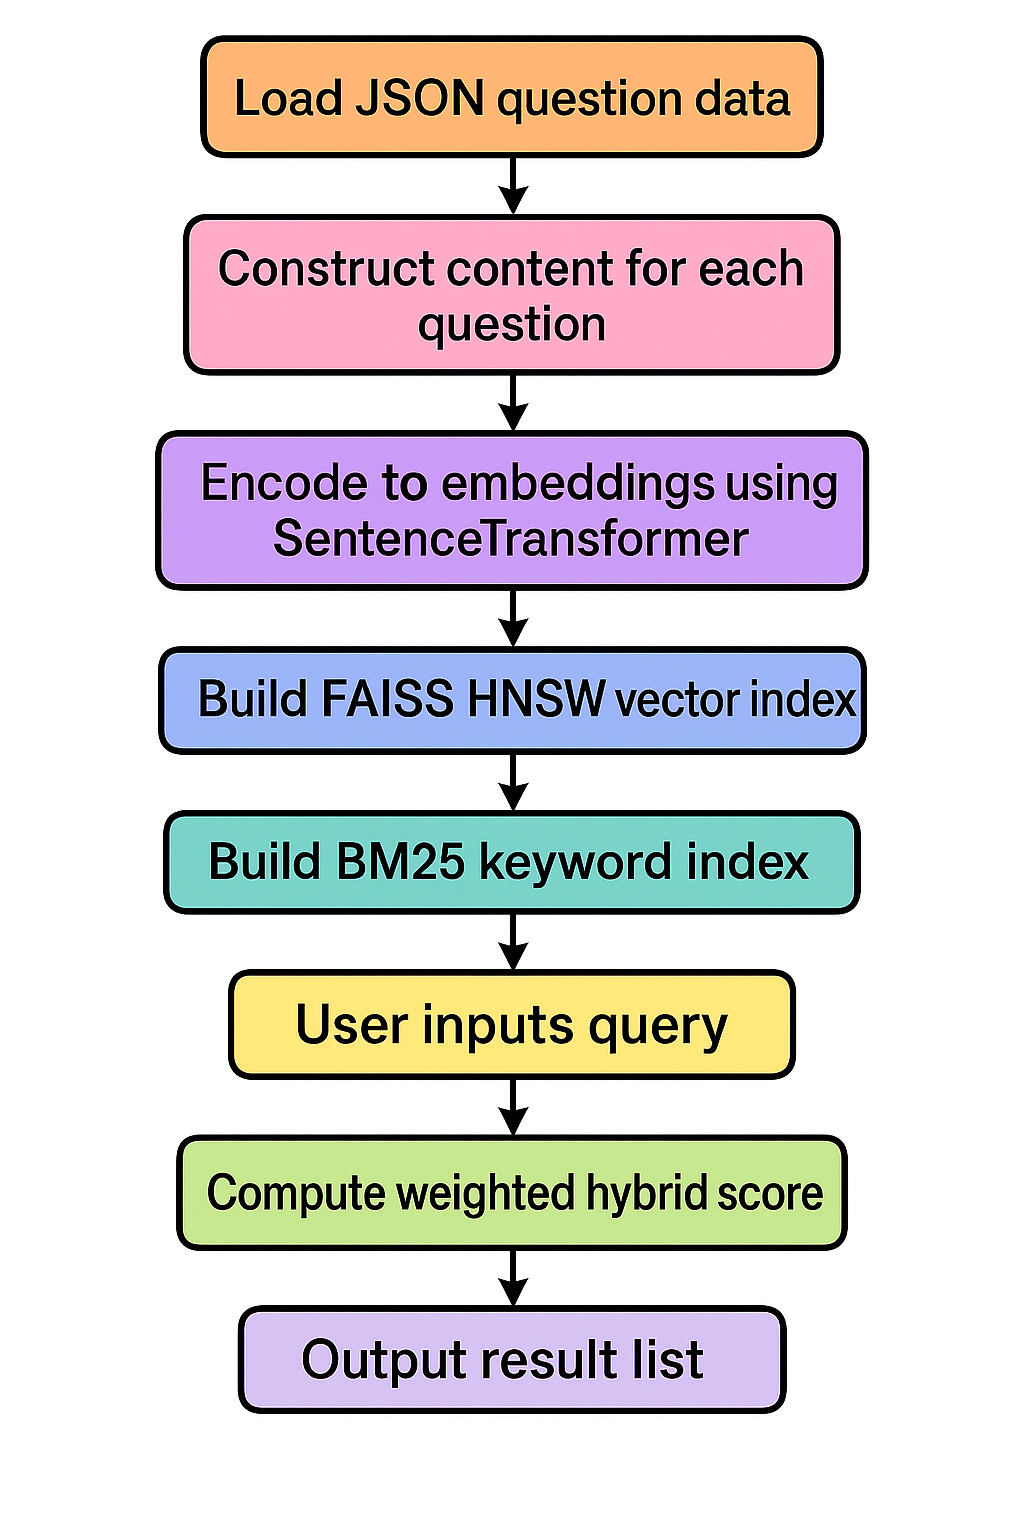 Load JSON question data
Construct content for each
question
Encode to embeddings using
SentenceTransformer
Build FAISS HNSW vector index
Build BM25 keyword index
User inputs query
Compute weighted hybrid score
Output result list